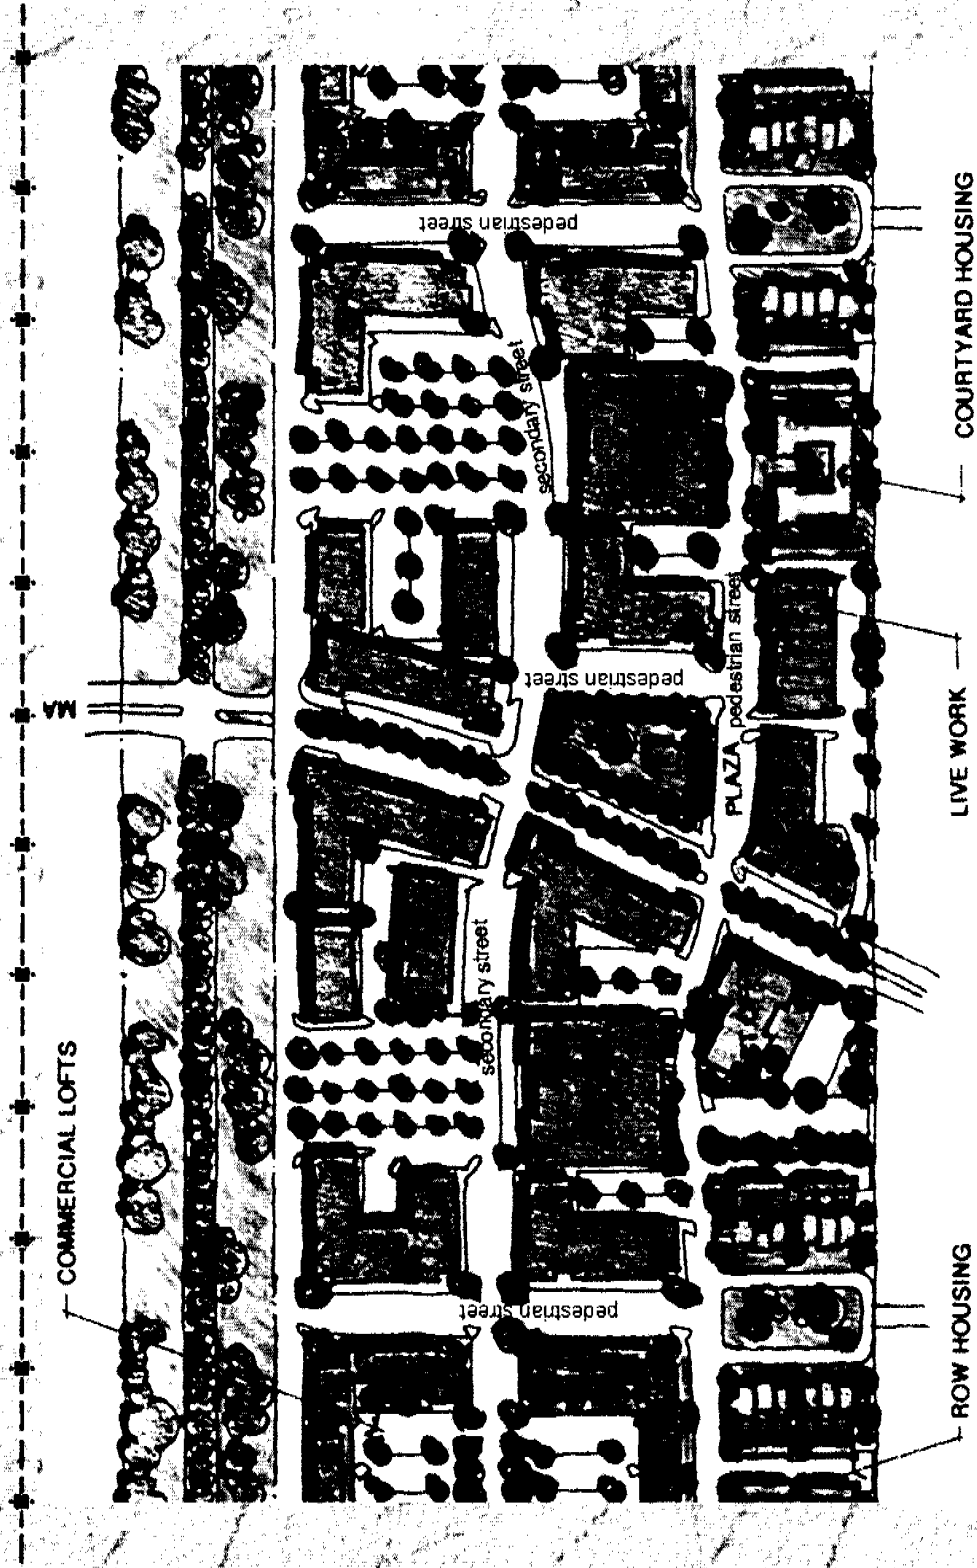 COMMERCIAL LOFTS
MA
pedestrian street
secondary street
pedestrian street
pedestrian street
PLAZA
secondary street
pedestrian street
COURTYARD HOUSING
LIVE WORK
ROW HOUSING